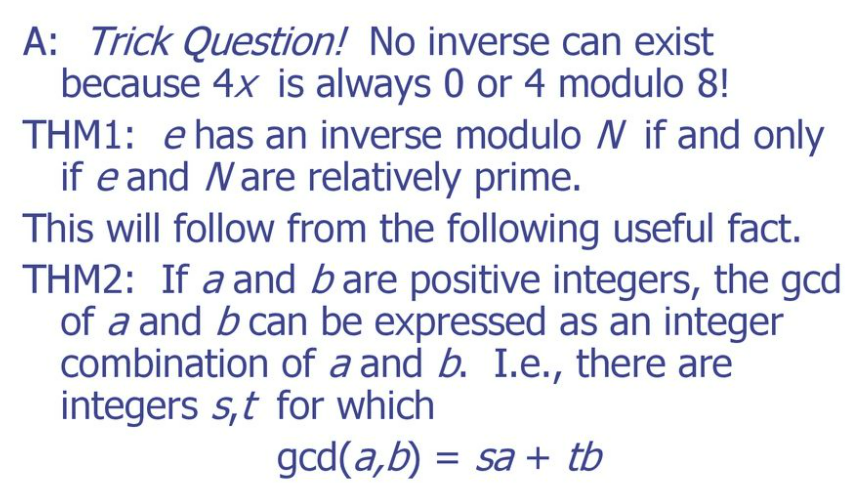 A: Trick Question! No inverse can exist
because 4x is always 0 or 4 modulo 8!
THM1: e has an inverse modulo N if and only
if e and N are relatively prime.
This will follow from the following useful fact.
THM2: If a and b are positive integers, the gcd
of a and b can be expressed as an integer
combination of a and b. I.e., there are
integers s,t for which
gcd(a,b) = sa + tb